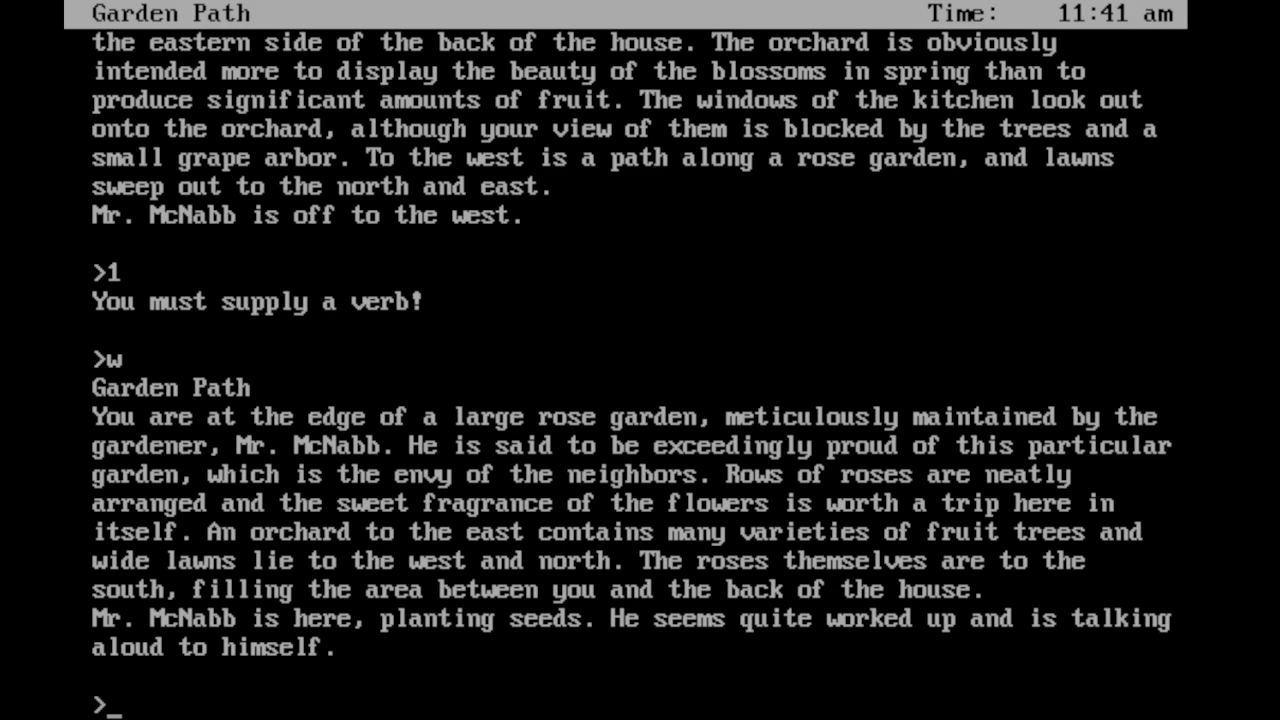 Garden Path Time: 11:41 am
the eastern side of the back of the house. The orchard is obviously
intended more to display the beauty of the blossoms in spring than to
produce significant amounts of fruit. The windows of the kitchen look out
onto the orchard, although your view of them is blocked by the trees and a
small grape arbor. To the west is a path along a rose garden, and lawns
sweep out to the north and east.
Mr. McNabb is off to the west.
>1
You must supply a verb!
>w
Garden Path
You are at the edge of a large rose garden, meticulously maintained by the
gardener, Mr. McNabb. He is said to be exceedingly proud of this particular
garden, which is the envy of the neighbors. Rows of roses are neatly
arranged and the sweet fragrance of the flowers is worth a trip here in
itself. An orchard to the east contains many varieties of fruit trees and
wide lawns lie to the west and north. The roses themselves are to the
south, filling the area between you and the back of the house.
Mr. McNabb is here, planting seeds. He seems quite worked up and is talking
aloud to himself.
>_